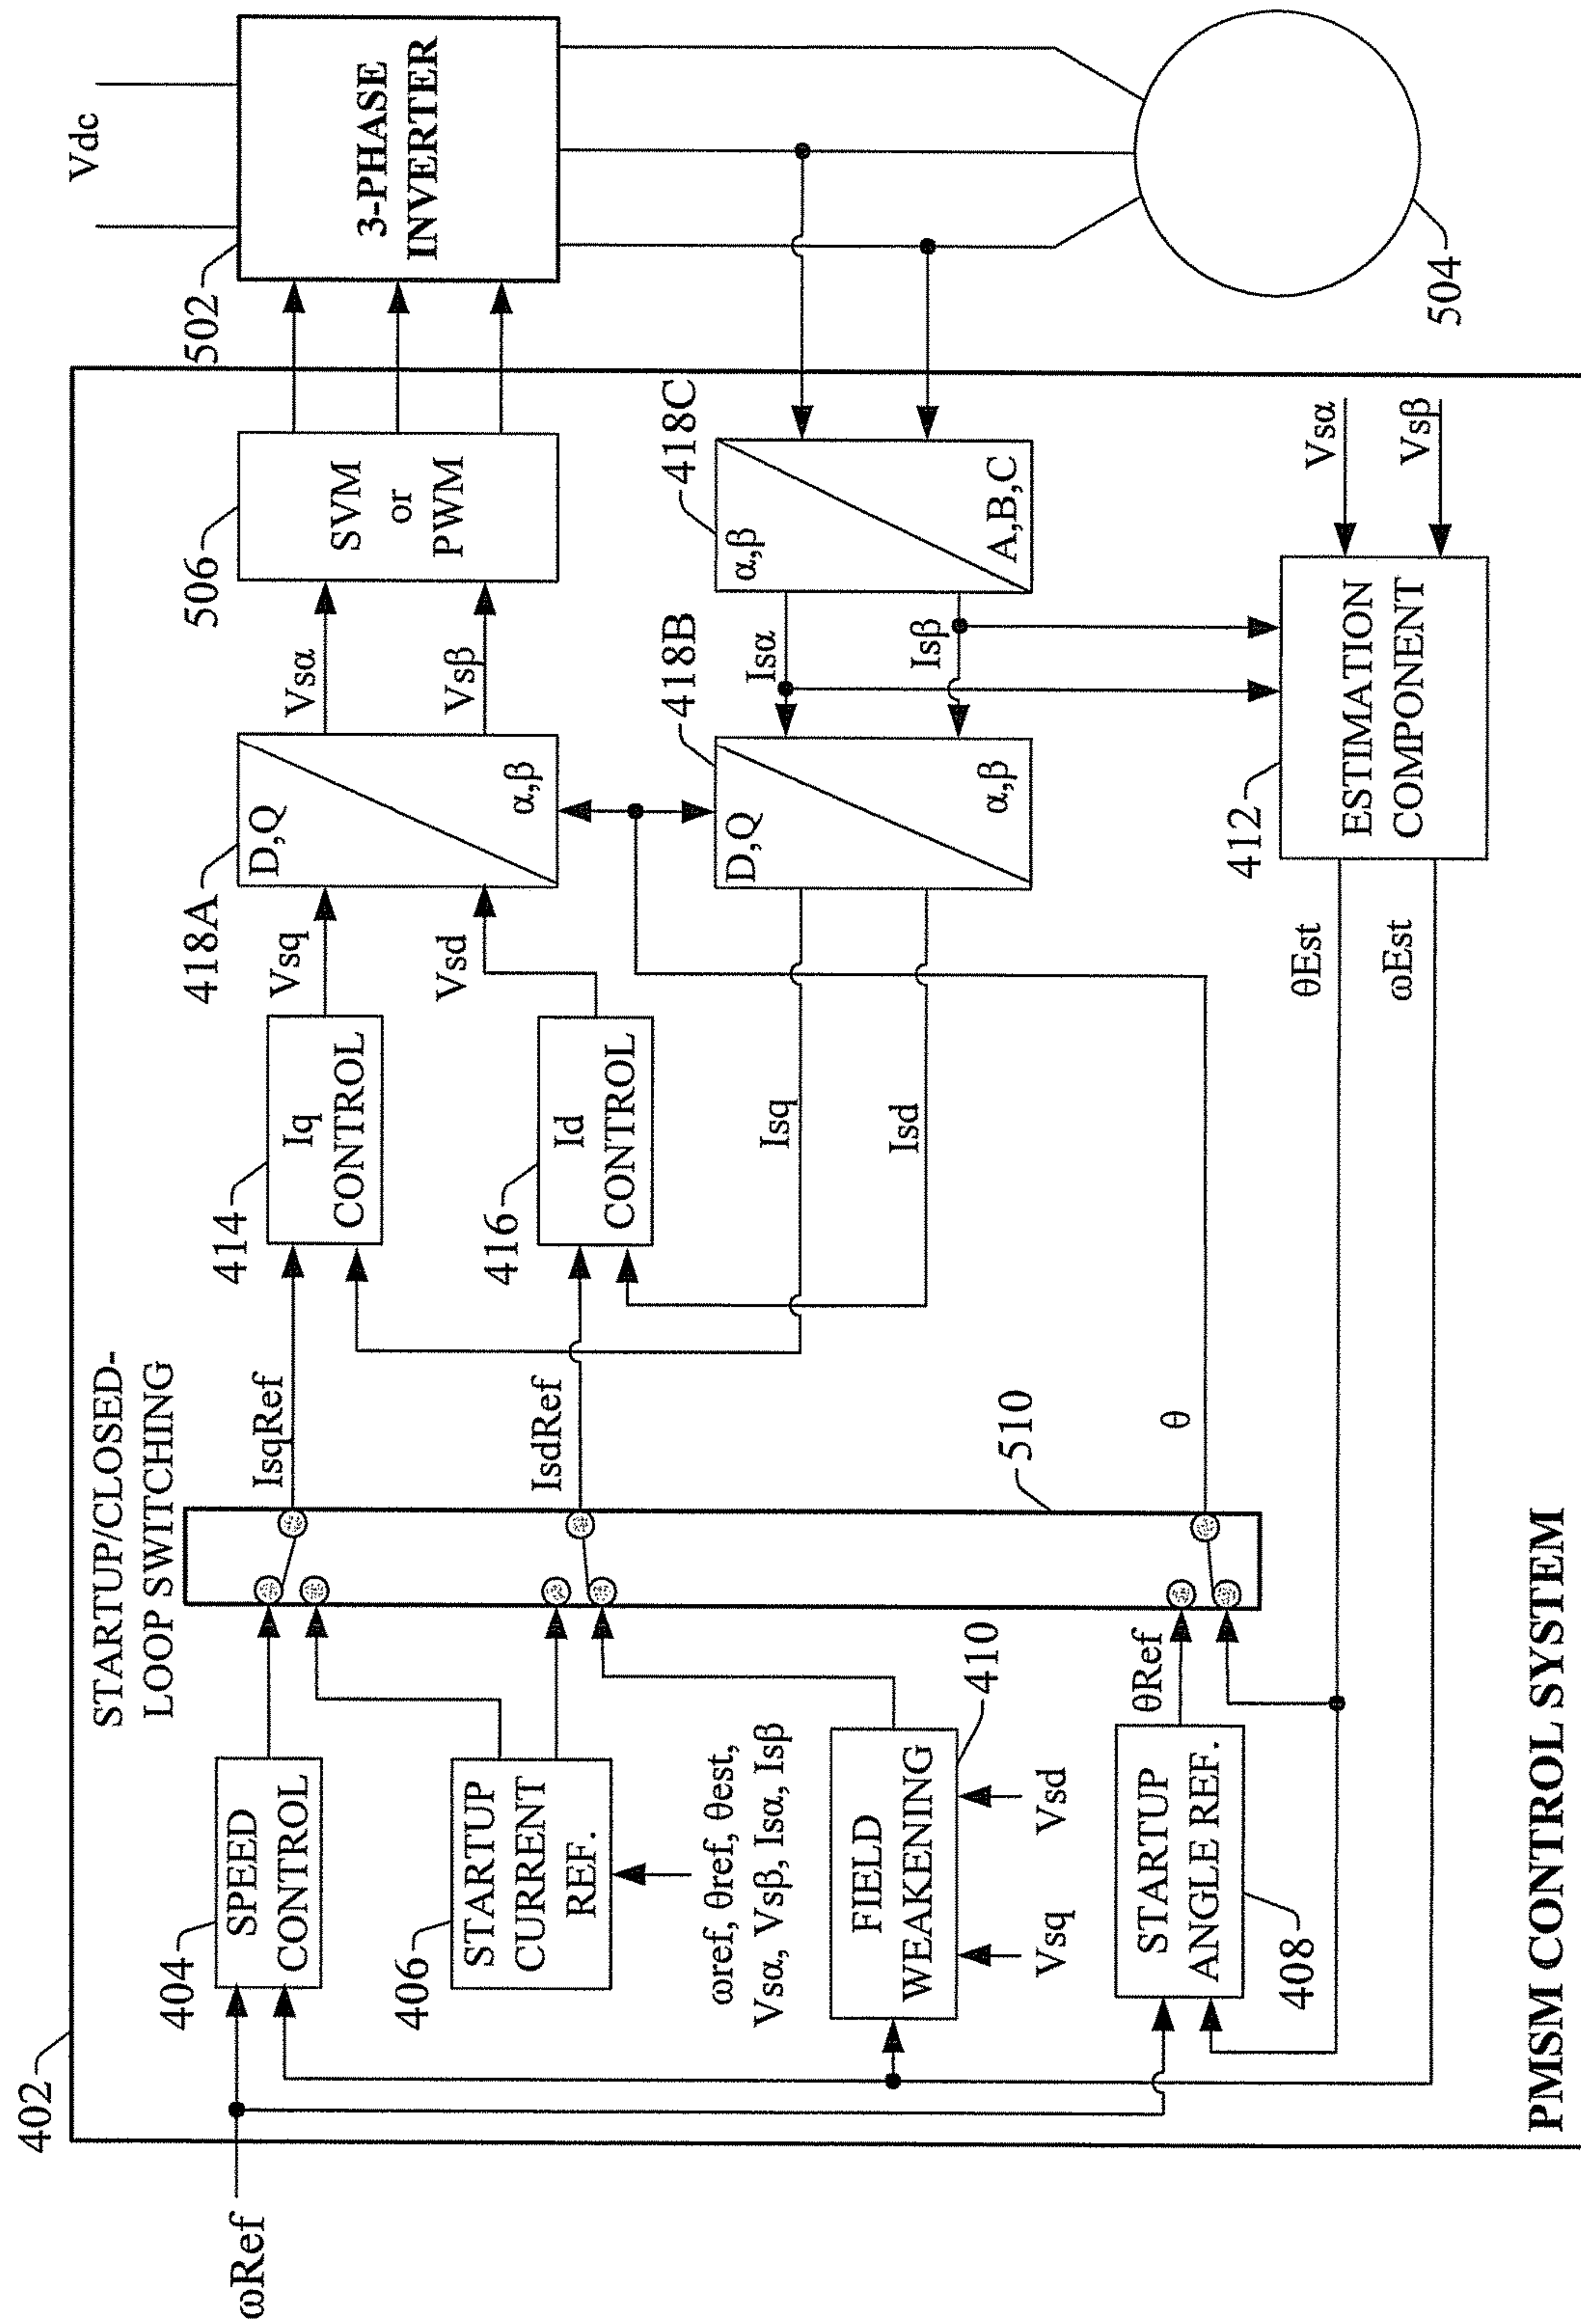 402
STARTUP/CLOSED-
LOOP SWITCHING
ωRef
404
SPEED
CONTROL
406
STARTUP
CURRENT
REF.
ωref, θref, θest,
Vsα, Vsβ, Isα, Isβ
FIELD
WEAKENING
410
Vsq
Vsd
STARTUP
ANGLE REF.
408
θRef
510
IsqRef
IsdRef
θ
414
Iq
CONTROL
416
Id
CONTROL
Vsq
Vsd
Isq
Isd
418A
D,Q
α,β
Vsα
Vsβ
418B
D,Q
α,β
Isα
Isβ
418C
α,β
A,B,C
506
SVM
or
PWM
502
3-PHASE
INVERTER
Vdc
504
412
ESTIMATION
COMPONENT
Vsα
Vsβ
θEst
ωEst
PMSM CONTROL SYSTEM